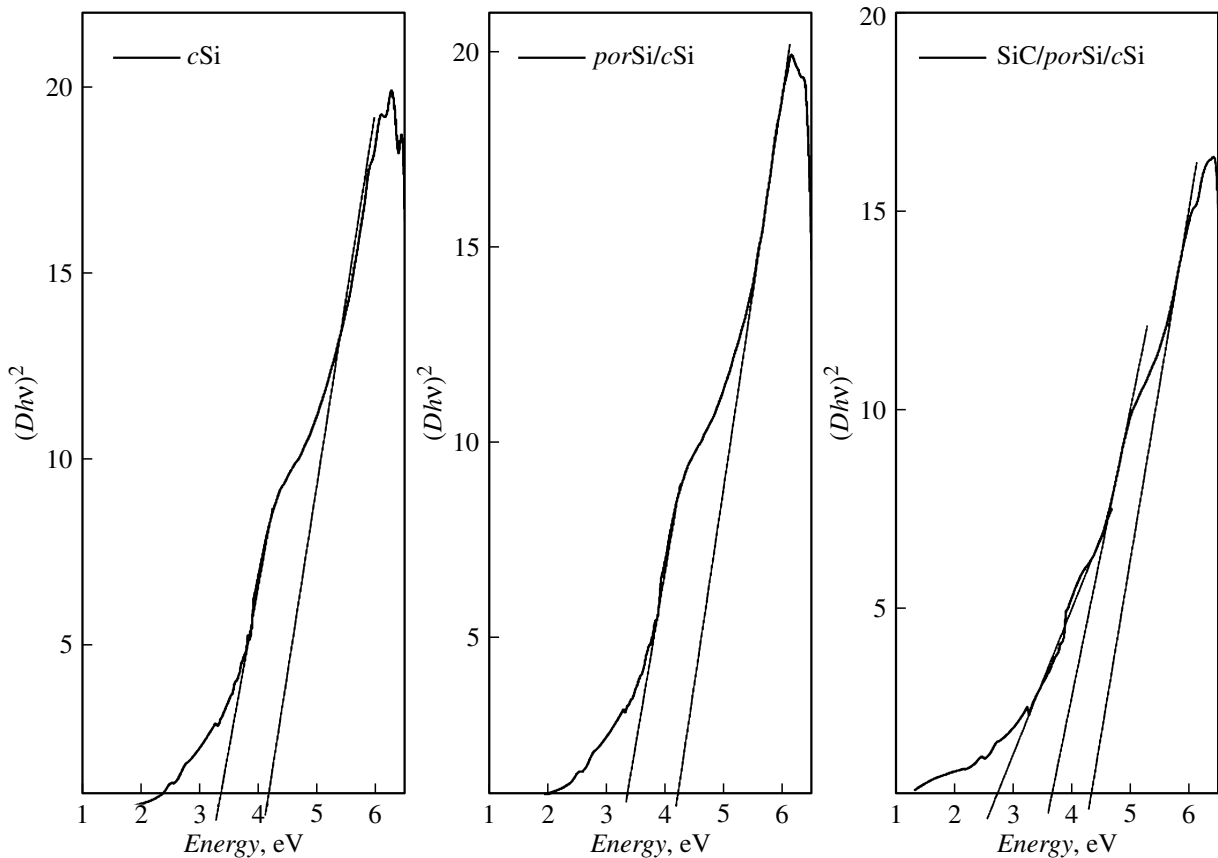 cSi
20
15
10
5
(Dhν)²
1 2 3 4 5 6
Energy, eV
porSi/cSi
20
15
10
5
(Dhν)²
1 2 3 4 5 6
Energy, eV
SiC/porSi/cSi
20
15
10
5
(Dhν)²
1 2 3 4 5 6
Energy, eV